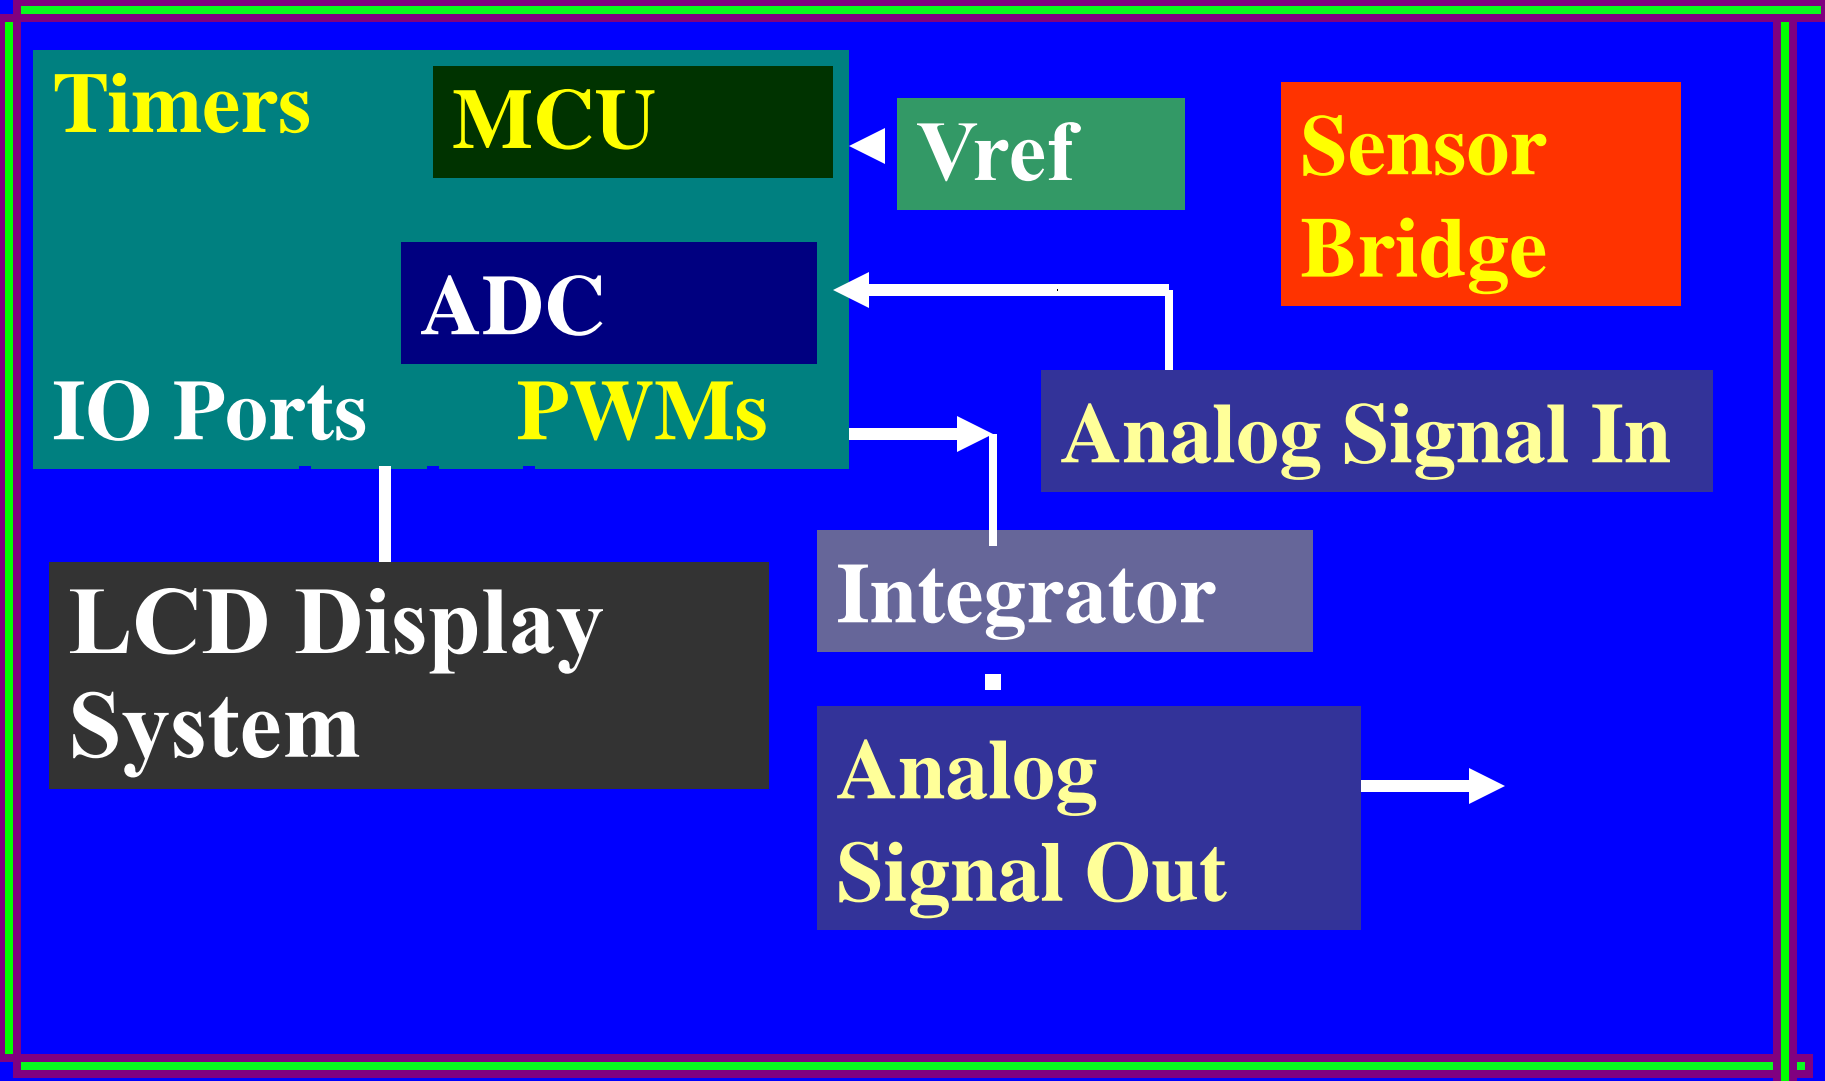 Timers
MCU
Vref
Sensor
Bridge
ADC
IO Ports
PWMs
Analog Signal In
Integrator
LCD Display
System
Analog
Signal Out